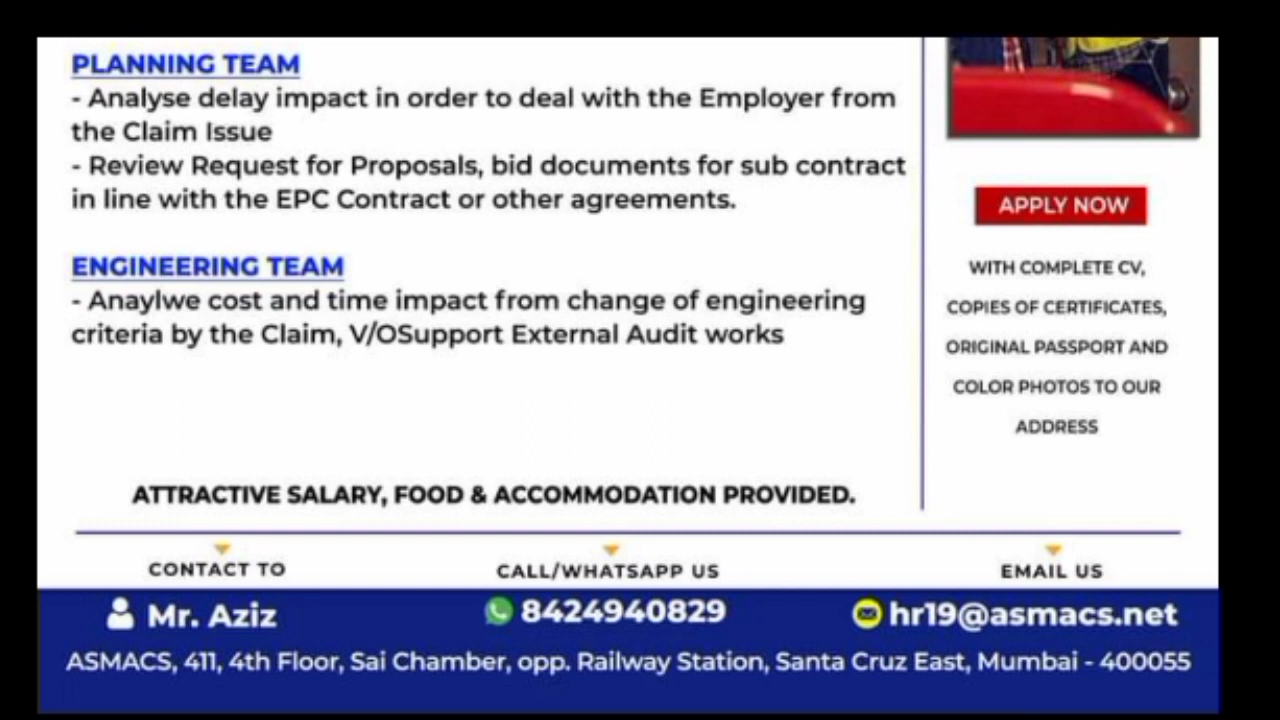 PLANNING TEAM
- Analyse delay impact in order to deal with the Employer from
the Claim Issue
- Review Request for Proposals, bid documents for sub contract
in line with the EPC Contract or other agreements.
ENGINEERING TEAM
- Anaylwe cost and time impact from change of engineering
criteria by the Claim, V/OSupport External Audit works
ATTRACTIVE SALARY, FOOD & ACCOMMODATION PROVIDED.
APPLY NOW
WITH COMPLETE CV,
COPIES OF CERTIFICATES,
ORIGINAL PASSPORT AND
COLOR PHOTOS TO OUR
ADDRESS
CONTACT TO
Mr. Aziz
CALL/WHATSAPP US
8424940829
EMAIL US
hr19@asmacs.net
ASMACS, 411, 4th Floor, Sai Chamber, opp. Railway Station, Santa Cruz East, Mumbai - 400055